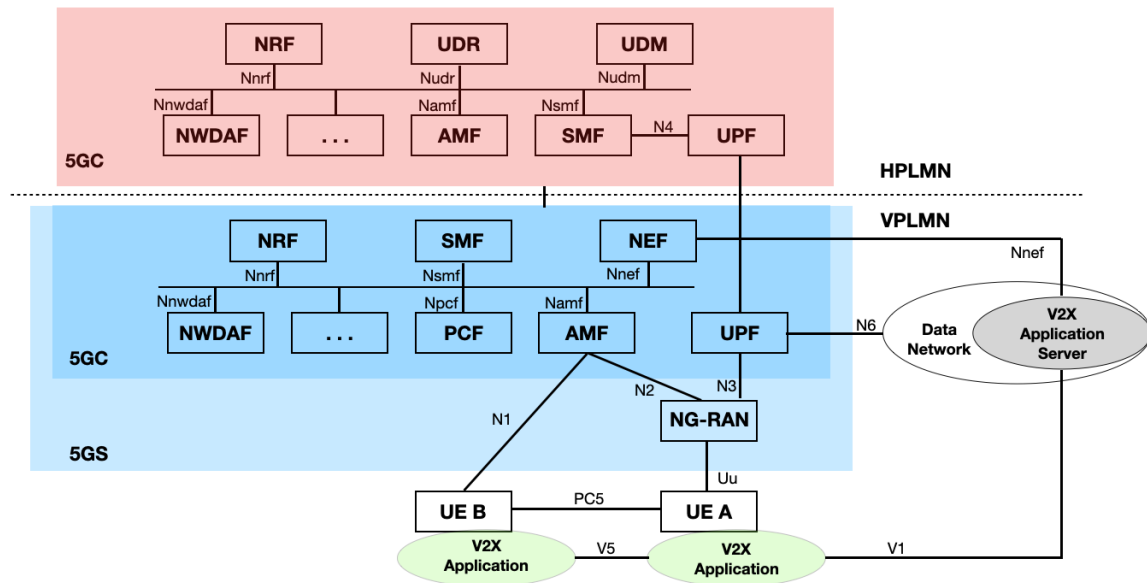 NRF
UDR
UDM
Nnrf
Nudr
Nudm
Nnwdaf
Namf
Nsmf
NWDAF
...
AMF
SMF
N4
UPF
5GC
HPLMN
VPLMN
NRF
SMF
NEF
Nnrf
Nsmf
Nnef
Nnef
Nnwdaf
Npcf
Namf
NWDAF
...
PCF
AMF
UPF
N6
Data
Network
V2X
Application
Server
5GC
N1
N2
N3
NG-RAN
5GS
Uu
UE B
PC5
UE A
V2X
Application
V5
V2X
Application
V1